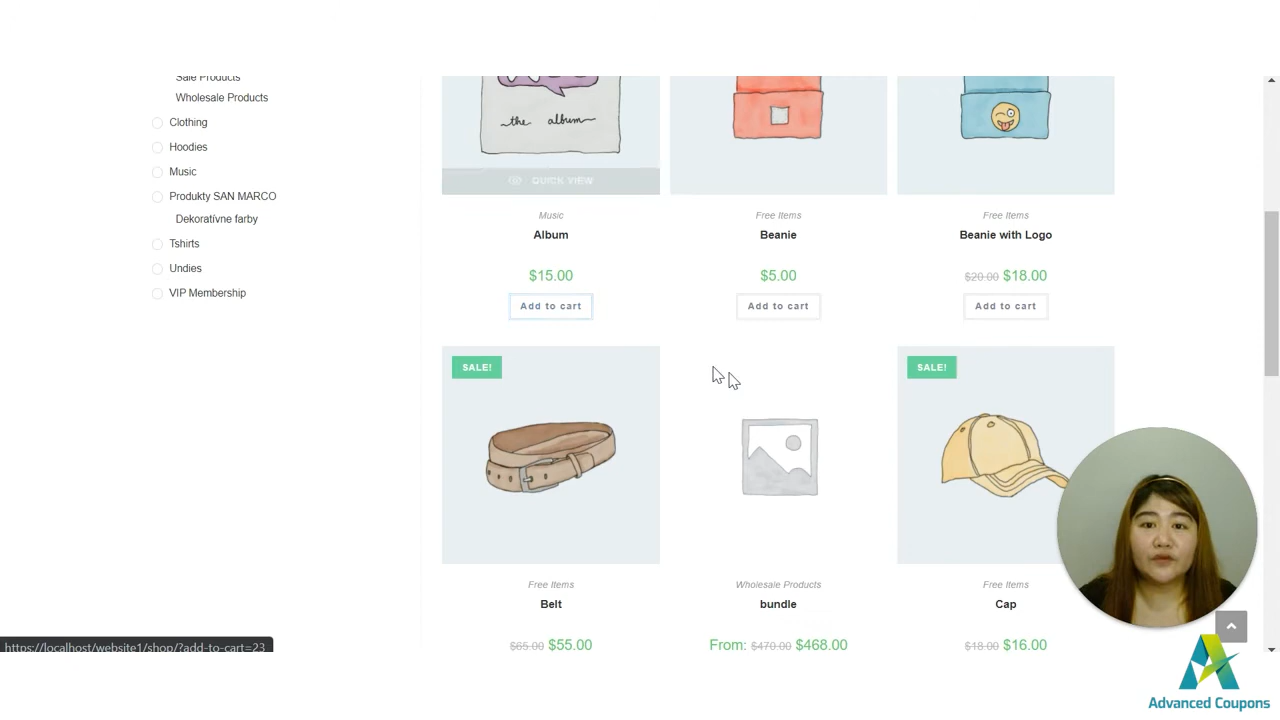 Sale Products
Wholesale Products
Clothing
Hoodies
Music
Produkty SAN MARCO
Dekoratívne farby
Tshirts
Undies
VIP Membership
the album
QUICK VIEW
Music
Album
$15.00
Add to cart
Free Items
Beanie
$5.00
Add to cart
Free Items
Beanie with Logo
$20.00 $18.00
Add to cart
SALE!
Free Items
Belt
$65.00 $55.00
Wholesale Products
bundle
From: $470.00 $468.00
SALE!
Free Items
Cap
$18.00 $16.00
https://localhost/website1/shop/?add-to-cart=23
Advanced Coupons